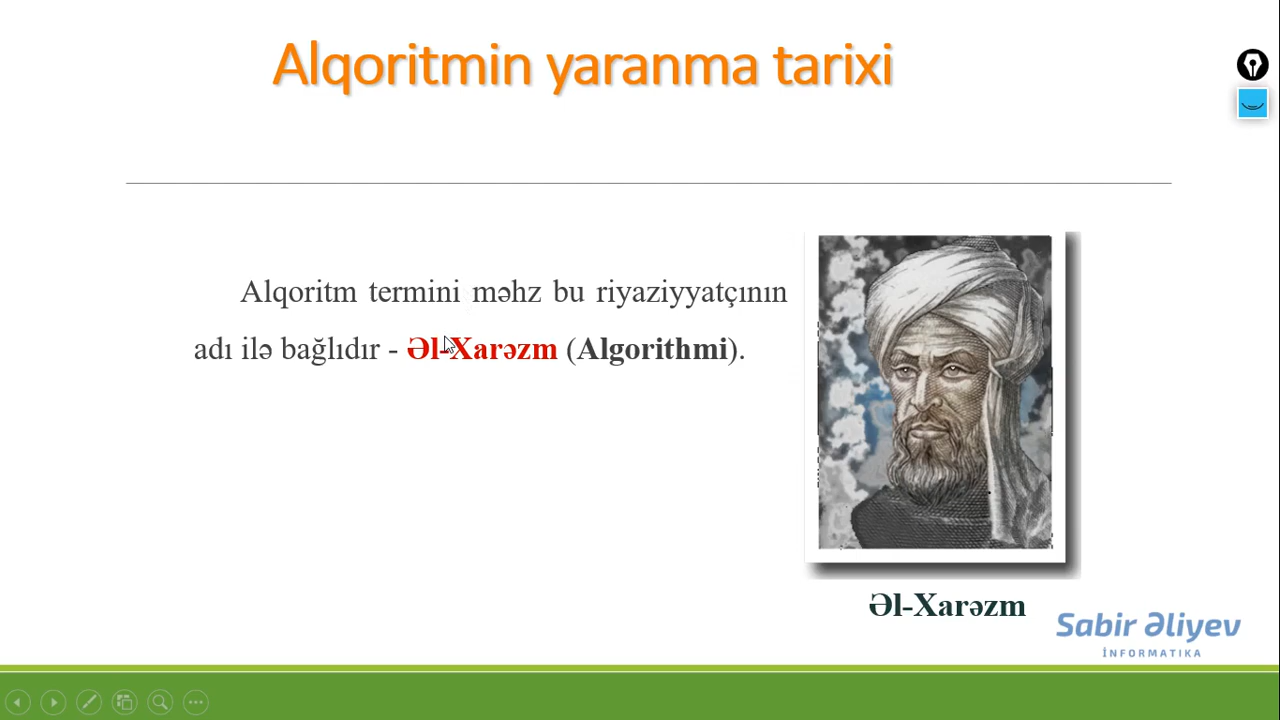 Alqoritmin yaranma tarixi
Alqoritm termini məhz bu riyaziyyatçının
adı ilə bağlıdır - Əl-Xarəzm (Algorithmi).
Əl-Xarəzm
Sabir Əliyev
İNFORMATIKA